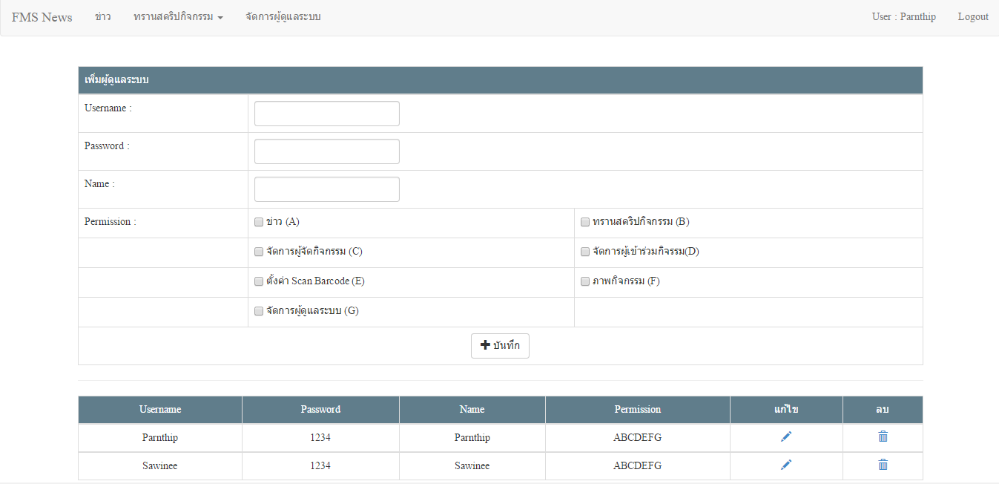 FMS News ข่าว ทรานสคริปกิจกรรม จัดการผู้ดูแลระบบ User : Parnthip Logout
เพิ่มผู้ดูแลระบบ
Username :
Password :
Name :
Permission : ข่าว (A) ทรานสคริปกิจกรรม (B)
จัดการผู้จัดกิจกรรม (C) จัดการผู้เข้าร่วมกิจรรม(D)
ตั้งค่า Scan Barcode (E) ภาพกิจกรรม (F)
จัดการผู้ดูแลระบบ (G)
บันทึก
Username Password Name Permission แก้ไข ลบ
Parnthip 1234 Parnthip ABCDEFG
Sawinee 1234 Sawinee ABCDEFG